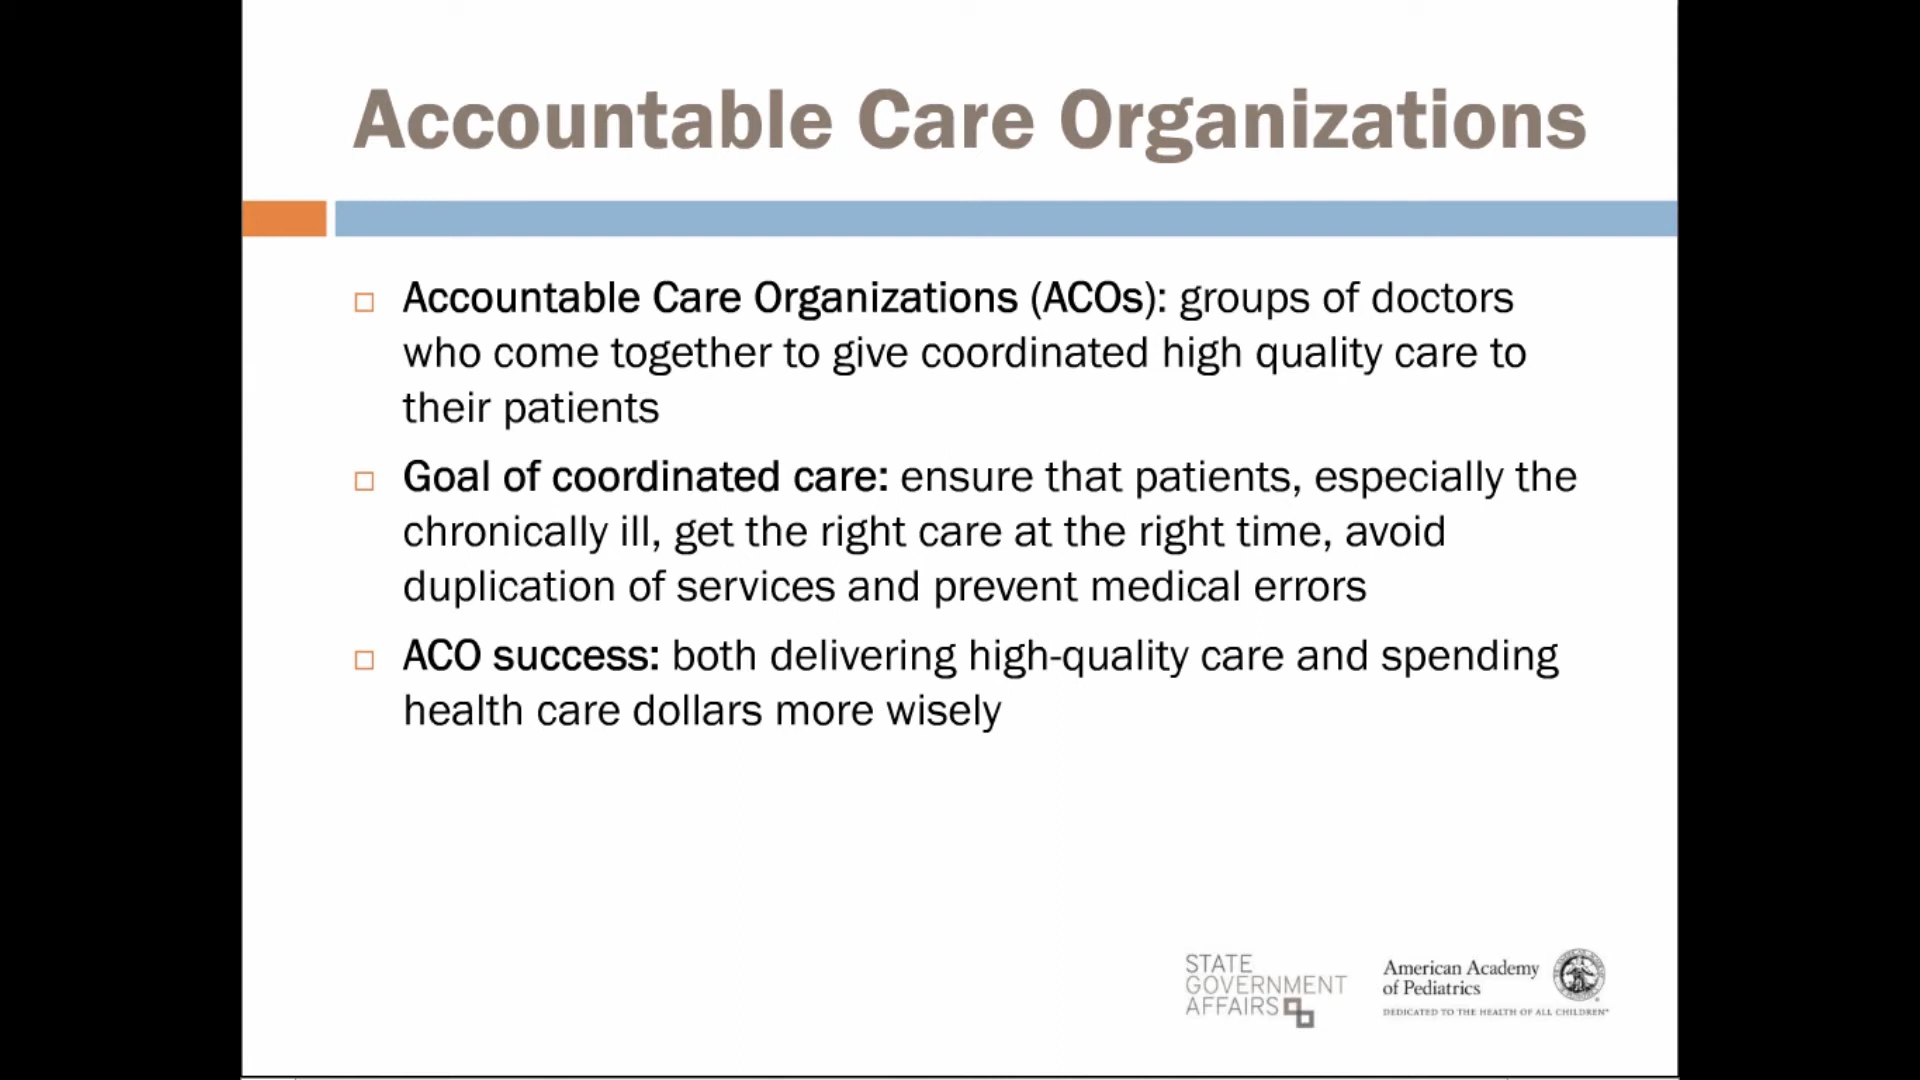 Accountable Care Organizations
Accountable Care Organizations (ACOs): groups of doctors
who come together to give coordinated high quality care to
their patients
Goal of coordinated care: ensure that patients, especially the
chronically ill, get the right care at the right time, avoid
duplication of services and prevent medical errors
ACO success: both delivering high-quality care and spending
health care dollars more wisely
STATE
GOVERNMENT
AFFAIRS
American Academy
of Pediatrics
DEDICATED TO THE HEALTH OF ALL CHILDREN®